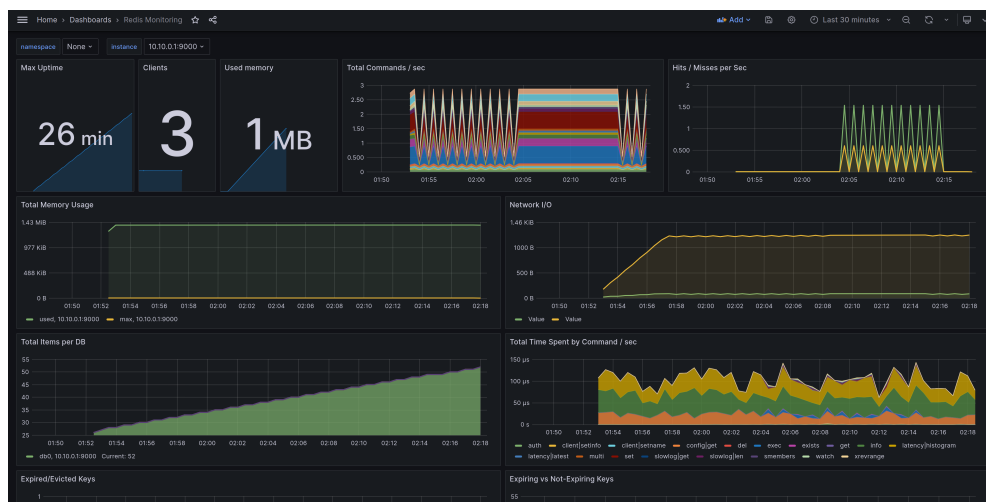 Home › Dashboards › Redis Monitoring
Add
Last 30 minutes
namespace None instance 10.10.0.1:9000
Max Uptime
26 min
Clients
3
Used memory
1 MB
Total Commands / sec
3
2.50
2
1.50
1
0.500
0
01:50 01:55 02:00 02:05 02:10 02:15
Hits / Misses per Sec
2
1.50
1
0.500
0
01:50 01:55 02:00 02:05 02:10 02:15
Total Memory Usage
1.43 MiB
977 KiB
488 KiB
0 B
01:50 01:52 01:54 01:56 01:58 02:00 02:02 02:04 02:06 02:08 02:10 02:12 02:14 02:16 02:18
used, 10.10.0.1:9000 max, 10.10.0.1:9000
Network I/O
1.46 KiB
1000 B
500 B
0 B
01:50 01:52 01:54 01:56 01:58 02:00 02:02 02:04 02:06 02:08 02:10 02:12 02:14 02:16 02:18
Value Value
Total Items per DB
55
50
45
40
35
30
25
01:50 01:52 01:54 01:56 01:58 02:00 02:02 02:04 02:06 02:08 02:10 02:12 02:14 02:16 02:18
db0, 10.10.0.1:9000 Current: 52
Total Time Spent by Command / sec
150 µs
100 µs
50 µs
0 s
01:50 01:52 01:54 01:56 01:58 02:00 02:02 02:04 02:06 02:08 02:10 02:12 02:14 02:16 02:18
auth client|setinfo client|setname config|get del exec exists get info latency|histogram
latency|latest multi set slowlog|get slowlog|len smembers watch xrevrange
Expired/Evicted Keys
1
Expiring vs Not-Expiring Keys
55